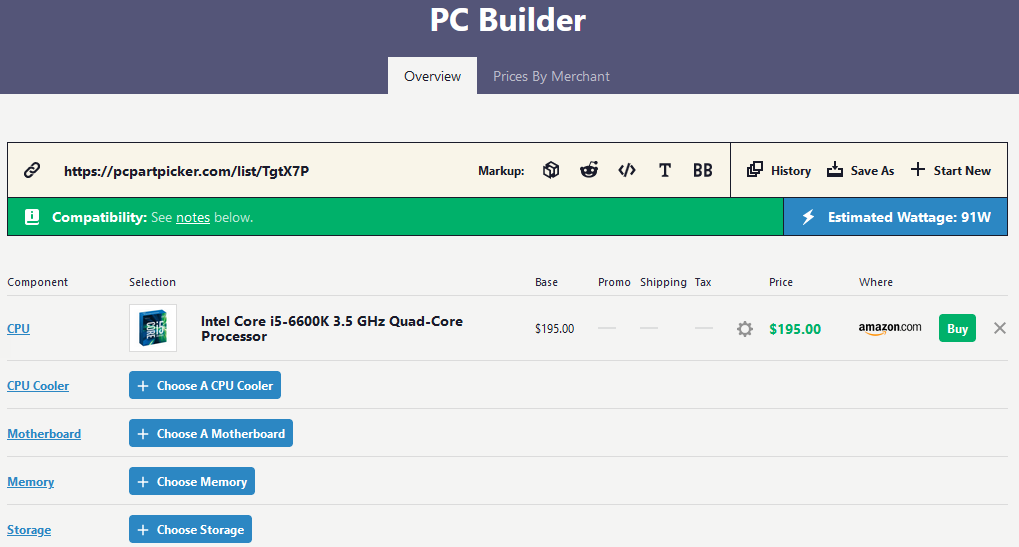 PC Builder
Overview Prices By Merchant
https://pcpartpicker.com/list/TgtX7P Markup: T BB History Save As Start New
Compatibility: See notes below. Estimated Wattage: 91W
Component Selection Base Promo Shipping Tax Price Where
CPU Intel Core i5-6600K 3.5 GHz Quad-Core
Processor $195.00 — — — $195.00 amazon.com Buy
CPU Cooler + Choose A CPU Cooler
Motherboard + Choose A Motherboard
Memory + Choose Memory
Storage + Choose Storage